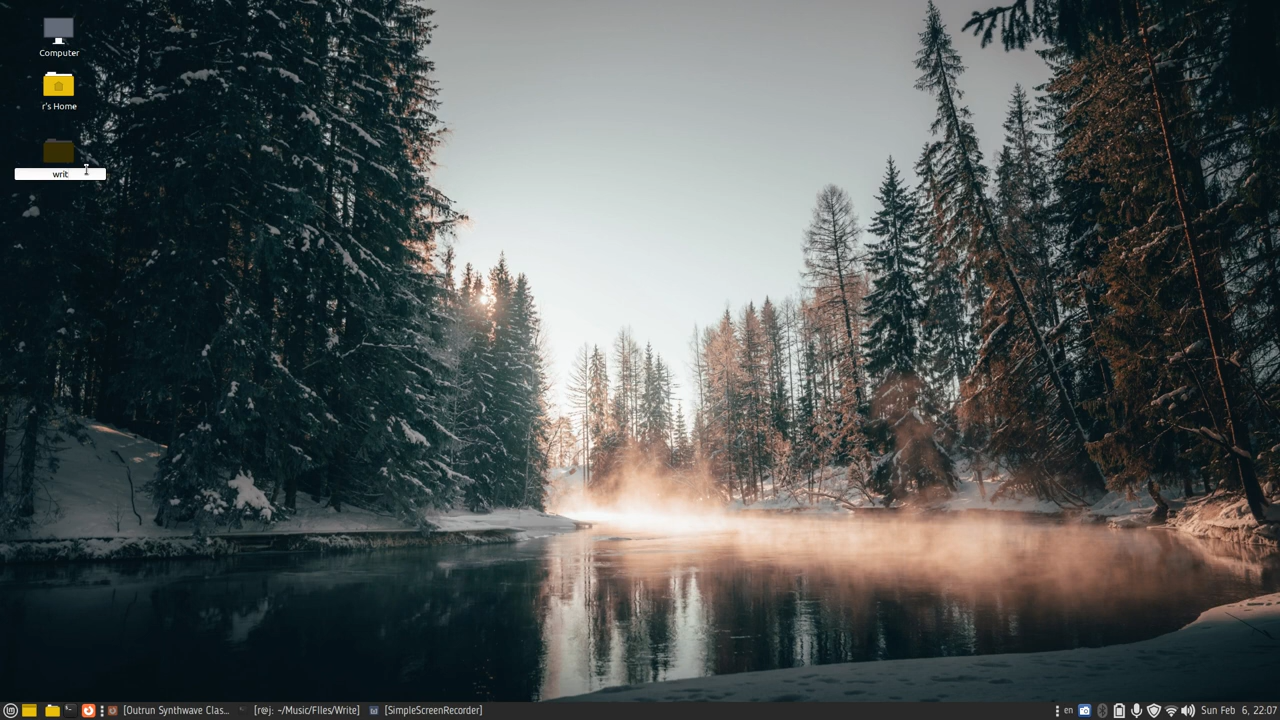 Computer
r's Home
writ
[Outrun Synthwave Clas... [r@j: ~/Music/FIles/Write] [SimpleScreenRecorder] en Sun Feb 6, 22:07